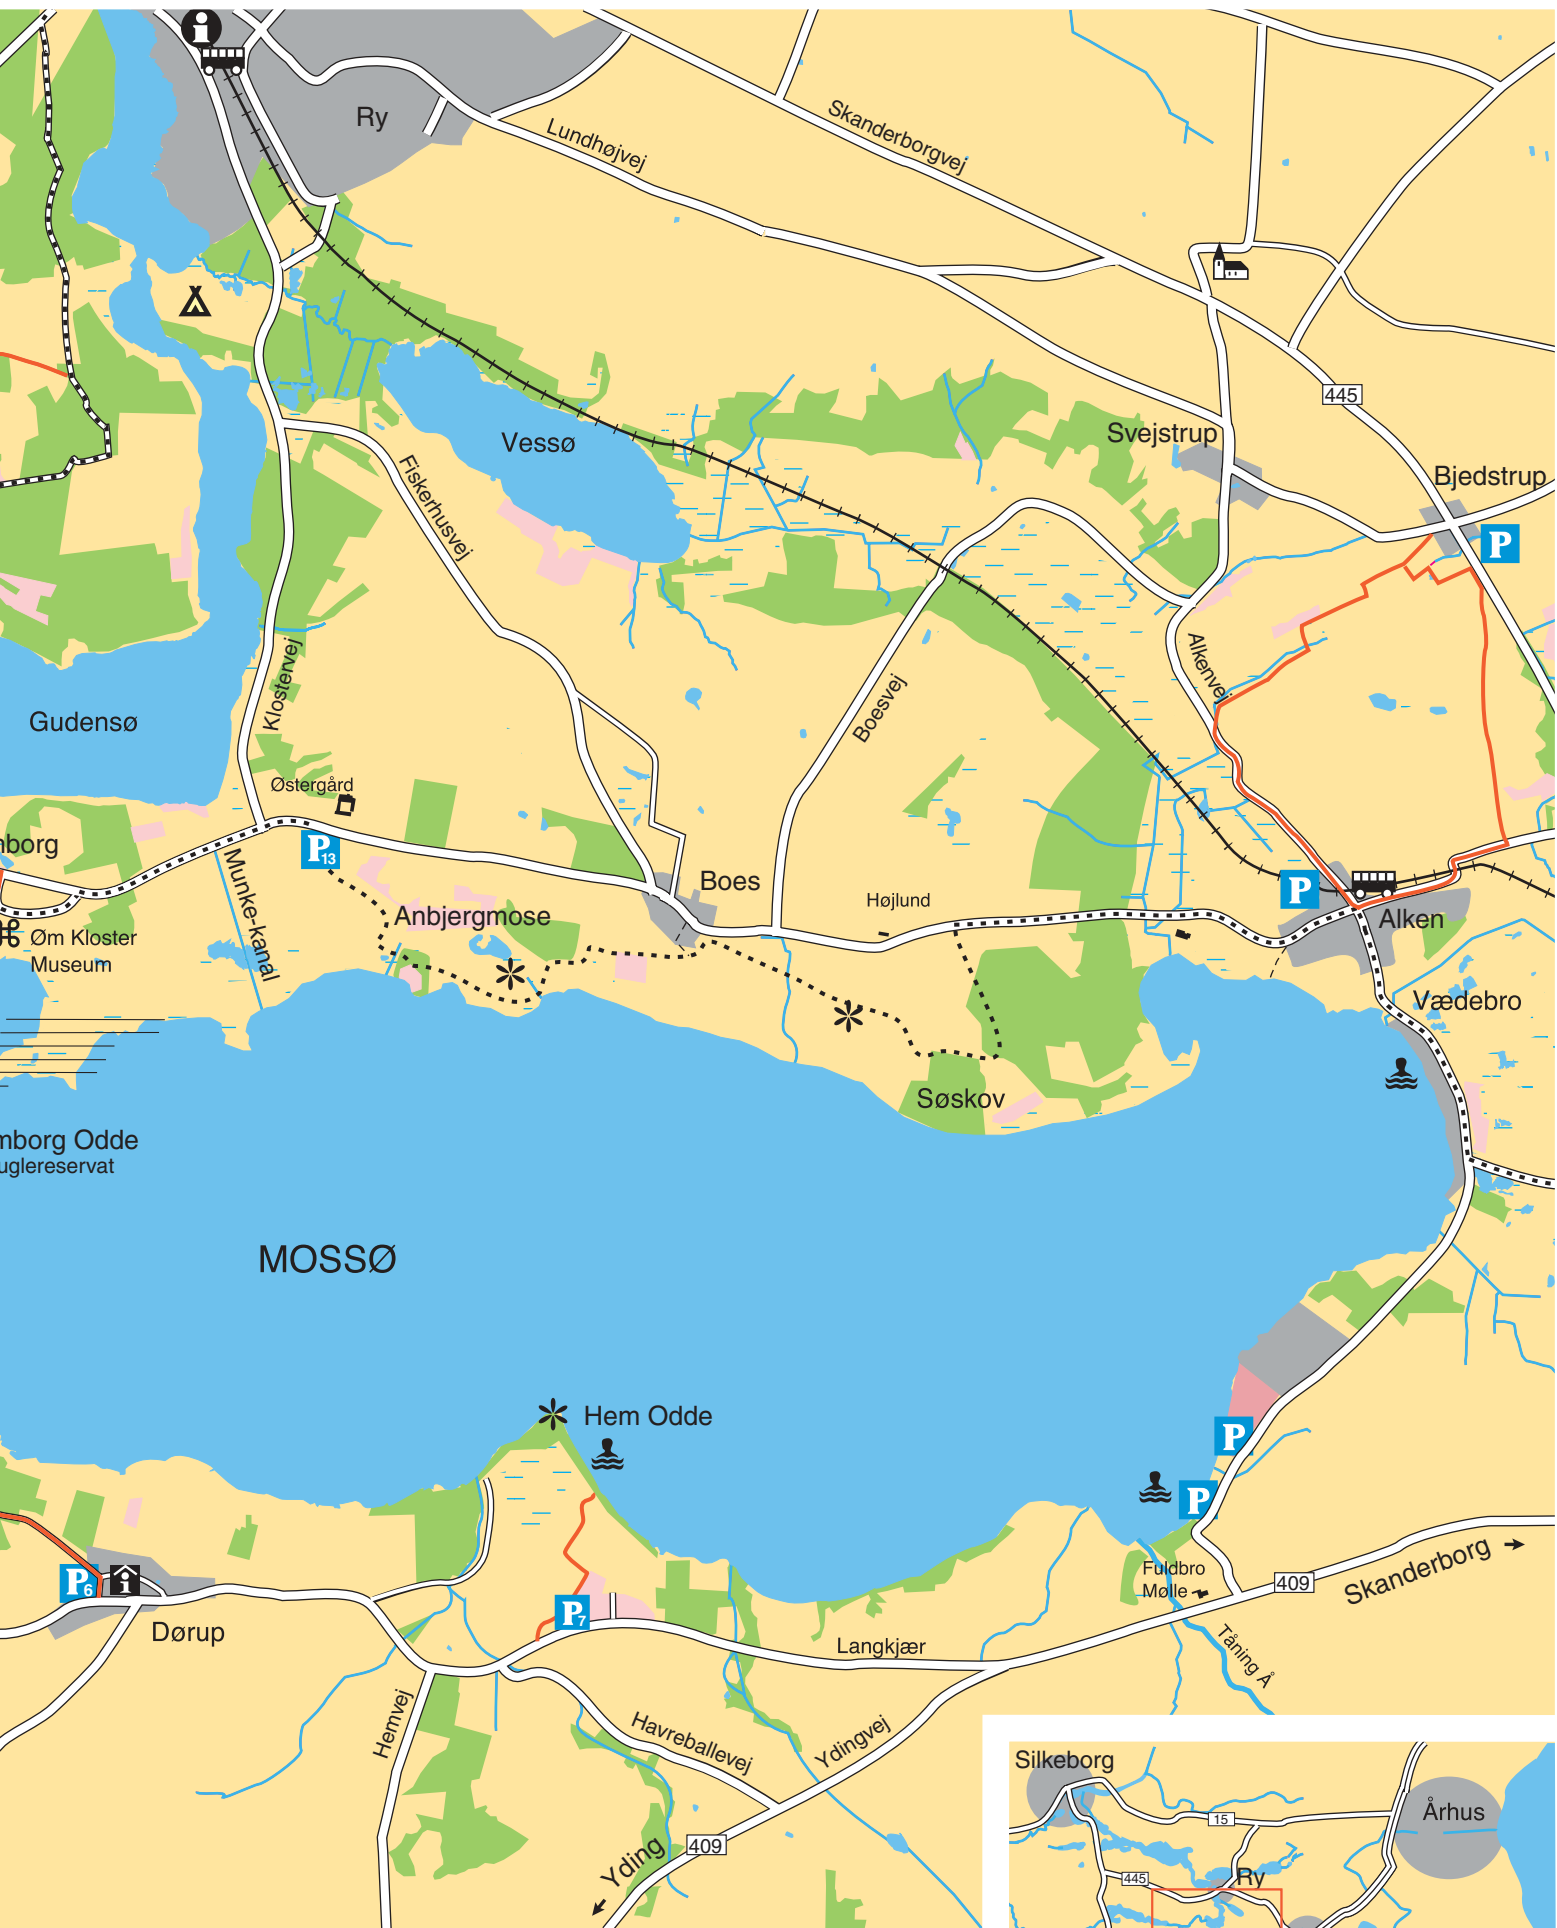 Ry
Lundhøjvej
Skanderborgvej
445
Svejstrup
Bjedstrup
P
Vessø
Fiskerhusvej
Klostervej
Gudensø
Boesvej
Alkenvej
Østergård
P13
mborg
Munke-kanal
Boes
Højlund
P
Alken
Anbjergmose
Øm Kloster
Museum
Vædebro
Søskov
mborg Odde
uglereservat
MOSSØ
Hem Odde
P
P
Fuldbro
Mølle
409
Skanderborg
P6
P7
Dørup
Langkjær
Tåning Å
Hemvej
Havreballevej
Ydingvej
Yding
409
Silkeborg
Århus
15
445
Ry